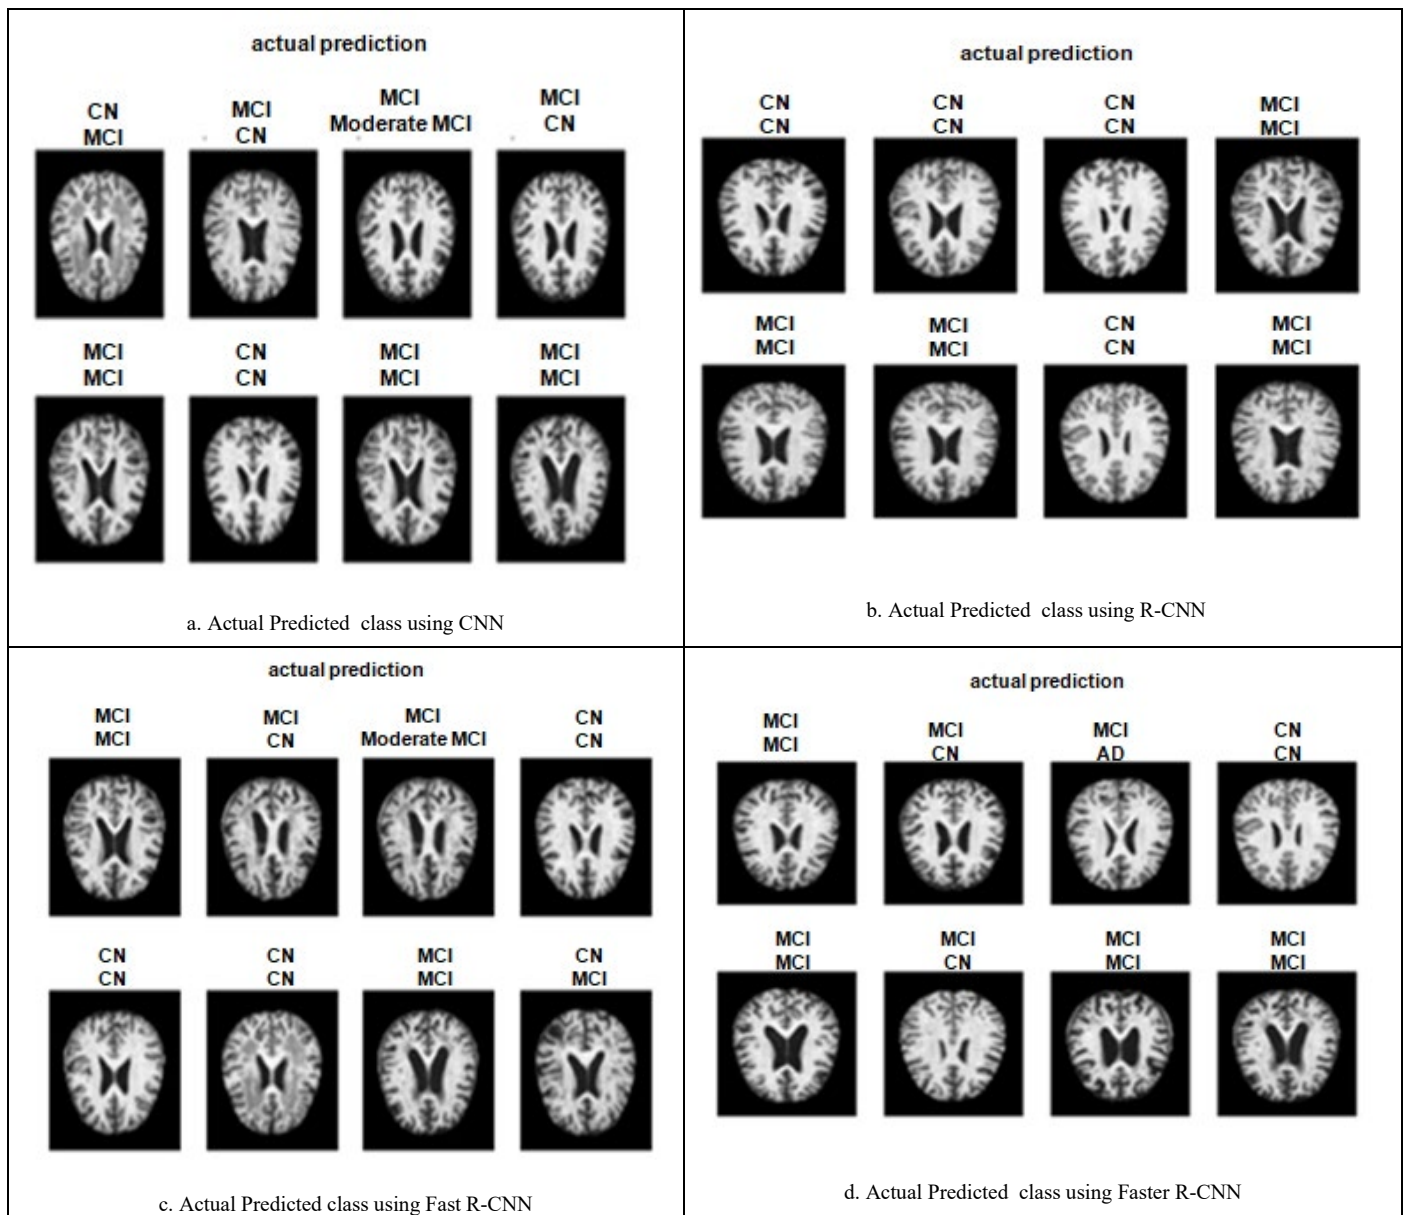 actual prediction
CN MCI MCI MCI
MCI CN Moderate MCI CN
MCI CN MCI MCI
MCI CN MCI MCI
a. Actual Predicted class using CNN
actual prediction
CN CN CN MCI
CN CN CN MCI
MCI MCI CN MCI
MCI MCI CN MCI
b. Actual Predicted class using R-CNN
actual prediction
MCI MCI MCI CN
MCI CN Moderate MCI CN
CN CN MCI CN
CN CN MCI MCI
c. Actual Predicted class using Fast R-CNN
actual prediction
MCI MCI MCI CN
MCI CN AD CN
MCI MCI MCI MCI
MCI CN MCI MCI
d. Actual Predicted class using Faster R-CNN